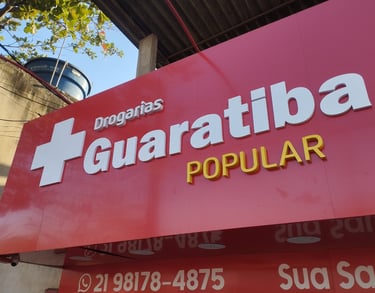 Drogarias
Guaratiba
POPULAR
21 98178-4875
Sua Sa